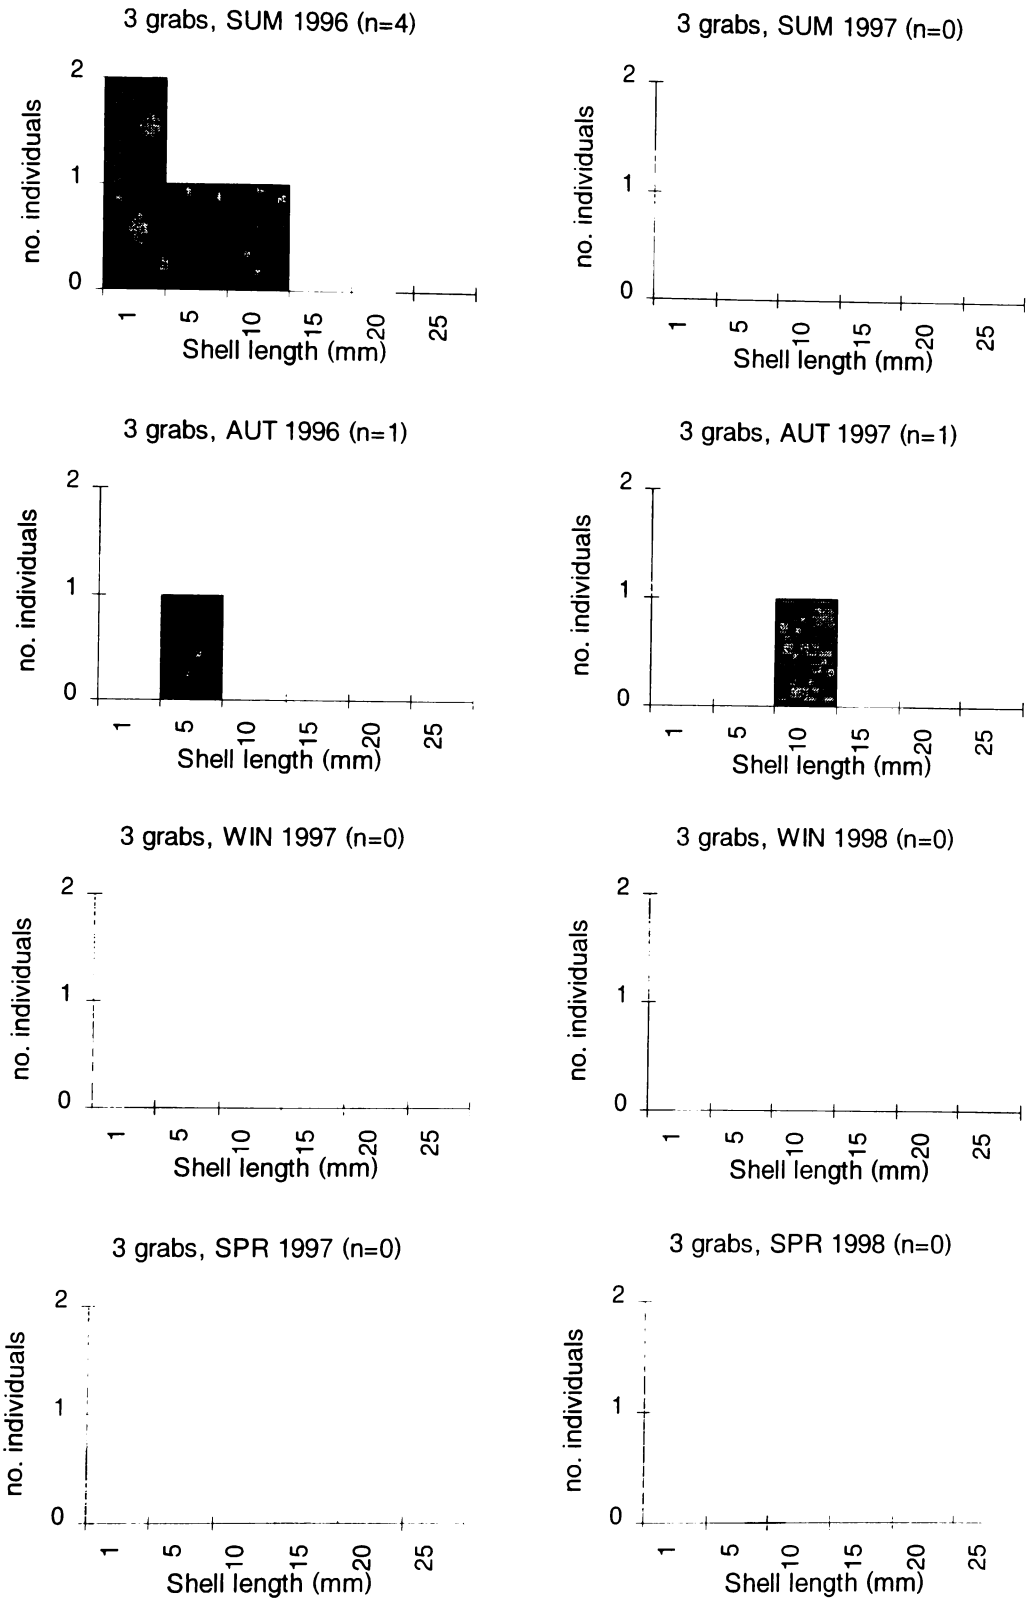 3 grabs, SUM 1996 (n=4)
no. individuals
2
1
0
1 5 10 15 20 25
Shell length (mm)
3 grabs, SUM 1997 (n=0)
no. individuals
2
1
0
1 5 10 15 20 25
Shell length (mm)
3 grabs, AUT 1996 (n=1)
no. individuals
2
1
0
1 5 10 15 20 25
Shell length (mm)
3 grabs, AUT 1997 (n=1)
no. individuals
2
1
0
1 5 10 15 20 25
Shell length (mm)
3 grabs, WIN 1997 (n=0)
no. individuals
2
1
0
1 5 10 15 20 25
Shell length (mm)
3 grabs, WIN 1998 (n=0)
no. individuals
2
1
0
1 5 10 15 20 25
Shell length (mm)
3 grabs, SPR 1997 (n=0)
no. individuals
2
1
0
1 5 10 15 20 25
Shell length (mm)
3 grabs, SPR 1998 (n=0)
no. individuals
2
1
0
1 5 10 15 20 25
Shell length (mm)